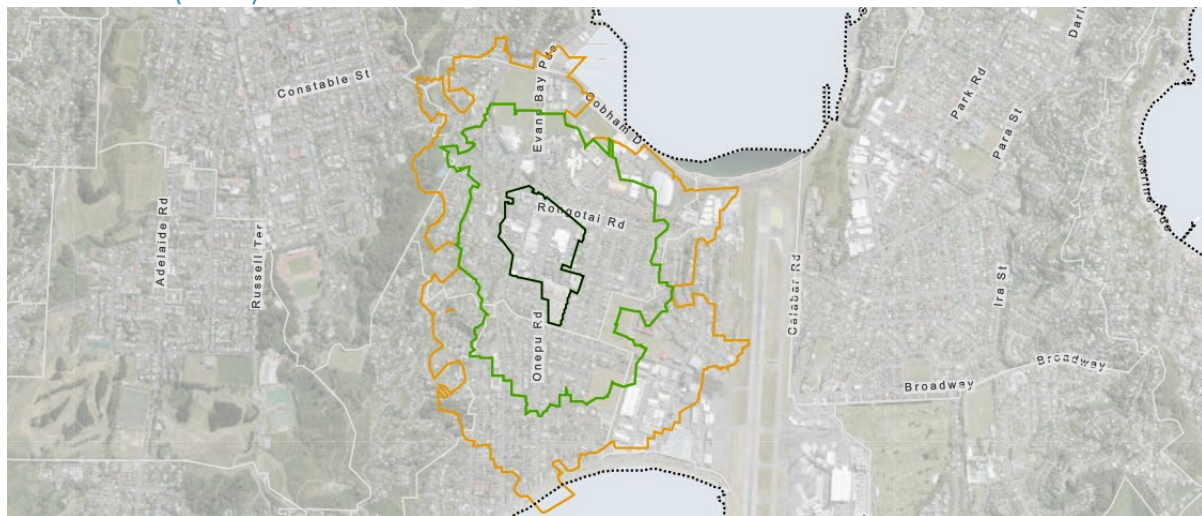 Constable St
Evans Bay Pde
Cobham D
Park Rd
Para St
Rongotai Rd
Adelaide Rd
Russell Ter
Calabar Rd
Ira St
Onepu Rd
Broadway
Broadway